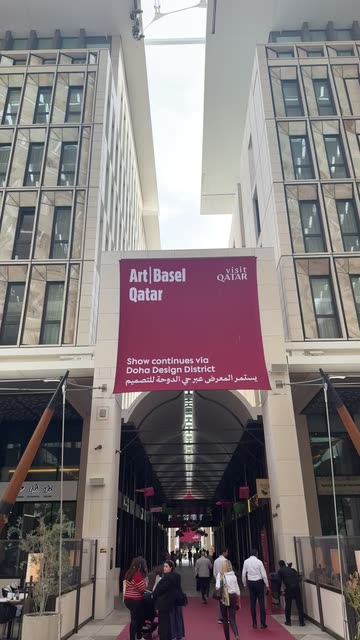 Art|Basel
Qatar
visit
QATAR
Show continues via
Doha Design District
يستمر المعرض عبر حي الدوحة للتصميم